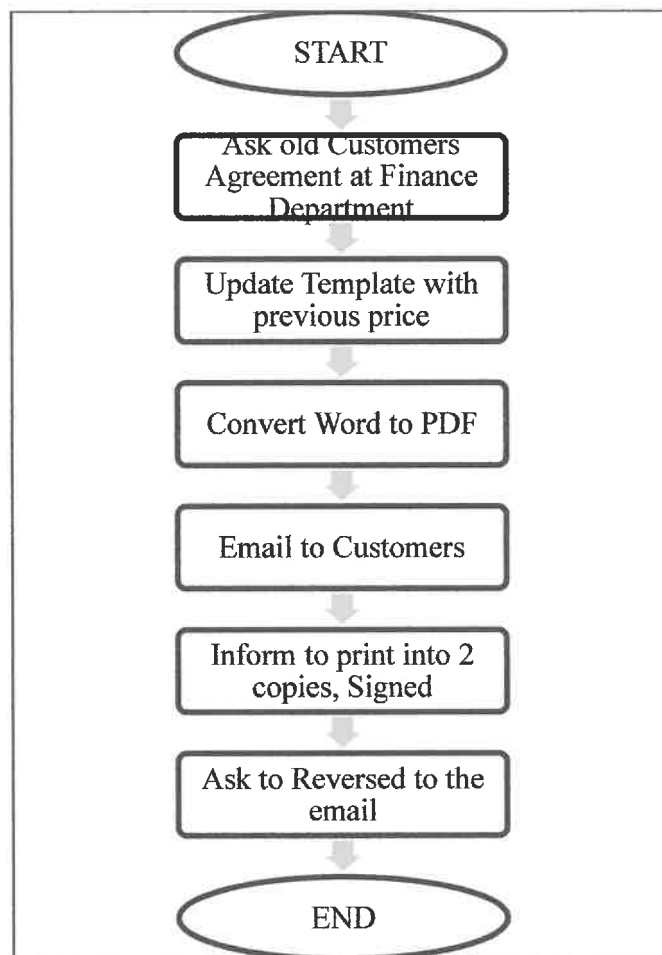 START
Ask old Customers
Agreement at Finance
Department
Update Template with
previous price
Convert Word to PDF
Email to Customers
Inform to print into 2
copies, Signed
Ask to Reversed to the
email
END